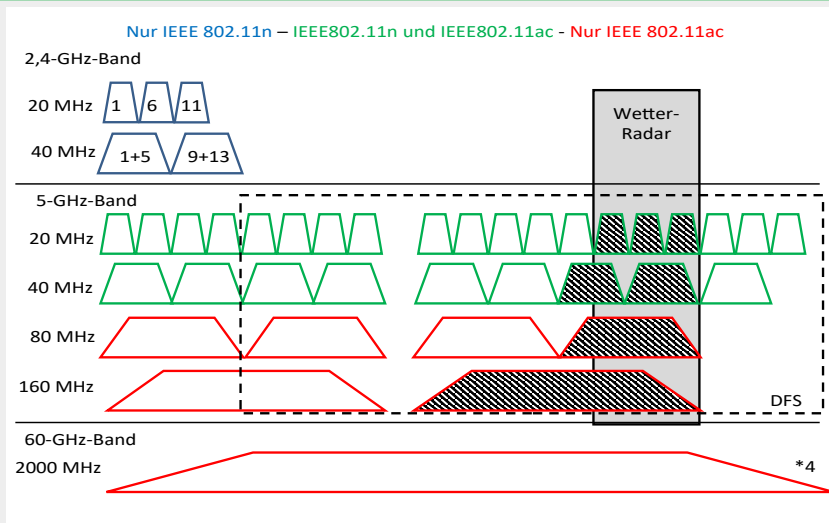 Nur IEEE 802.11n – IEEE802.11n und IEEE802.11ac - Nur IEEE 802.11ac
2,4-GHz-Band
20 MHz 1 6 11
40 MHz 1+5 9+13
Wetter-
Radar
5-GHz-Band
20 MHz
40 MHz
80 MHz
160 MHz
DFS
60-GHz-Band
2000 MHz *4